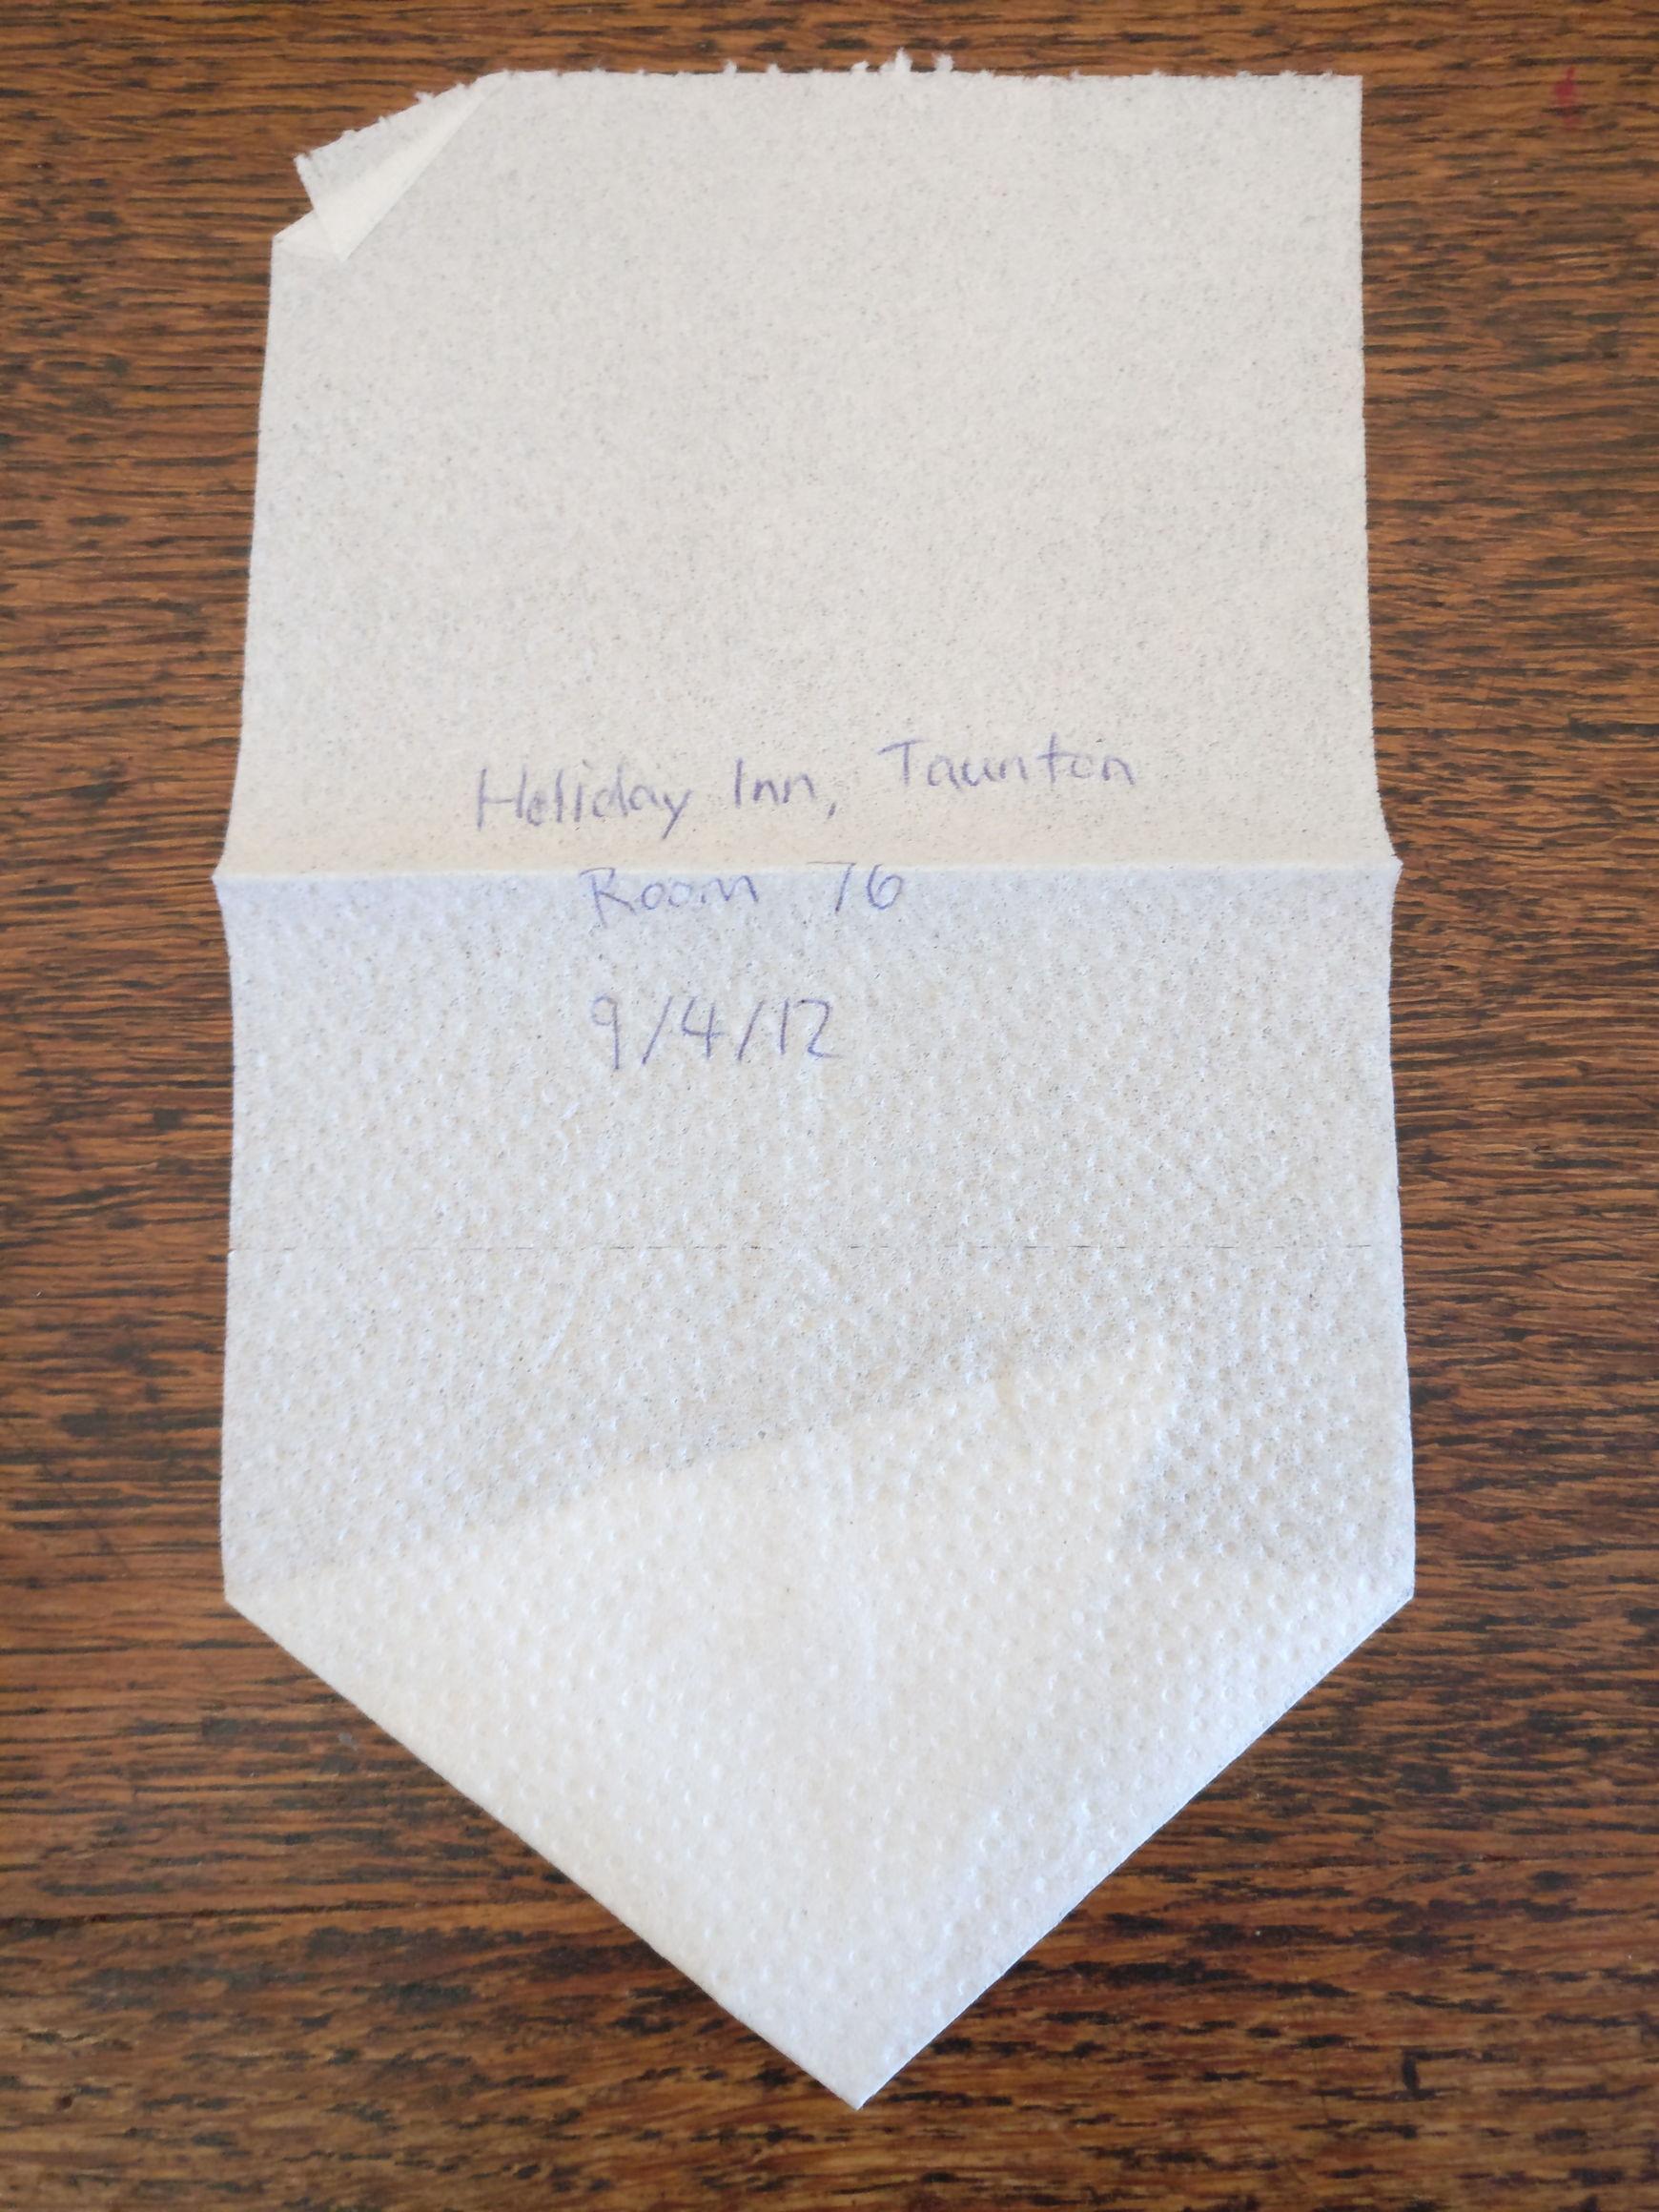 Holiday Inn, Taunton
Room 76
9/4/12